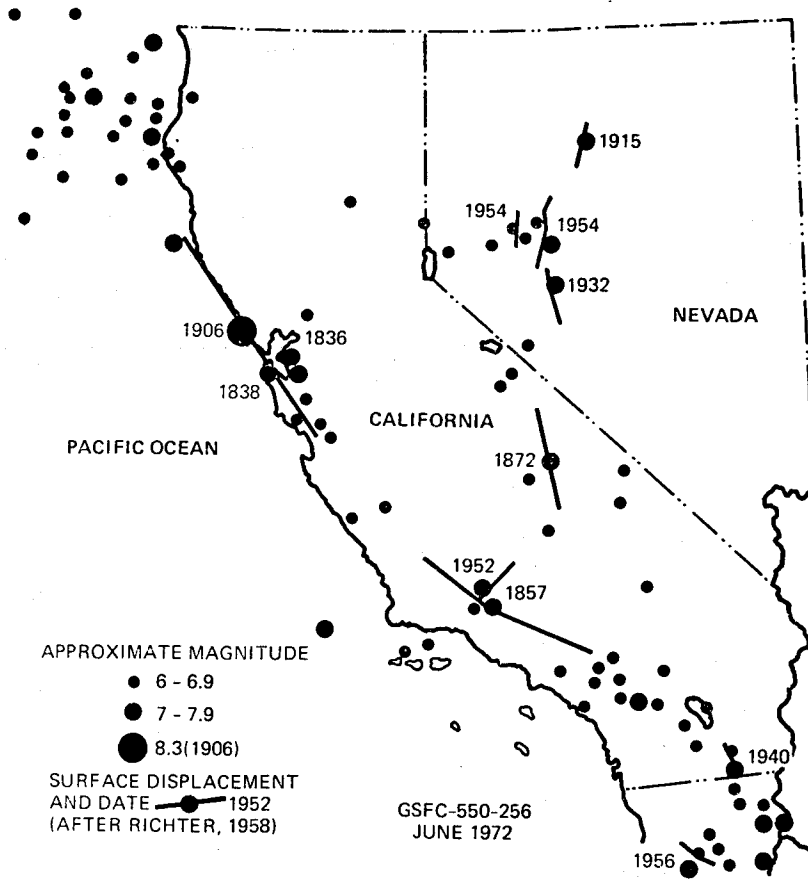 1915
1954
1954
1932
NEVADA
1906
1836
1838
CALIFORNIA
PACIFIC OCEAN
1872
1952
1857
APPROXIMATE MAGNITUDE
6 - 6.9
7 - 7.9
8.3(1906)
SURFACE DISPLACEMENT
AND DATE 1952
(AFTER RICHTER, 1958)
GSFC-550-256
JUNE 1972
1940
1956